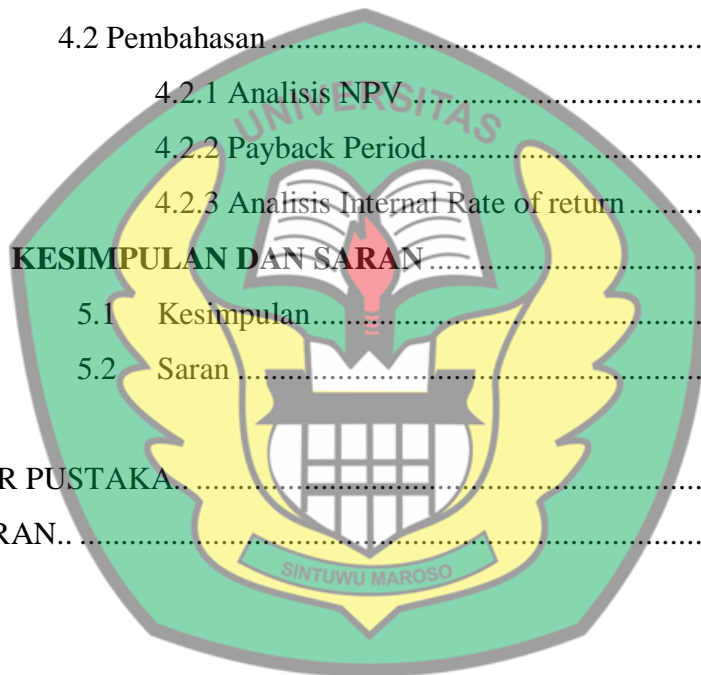 4.2 Pembahasan ......................................................
UNIVERSITAS
4.2.1 Analisis NPV ......................................
4.2.2 Payback Period....................................
4.2.3 Analisis Internal Rate of return.........
KESIMPULAN DAN SARAN...................................
5.1 Kesimpulan.................................................
5.2 Saran ..........................................................
R PUSTAKA.. ..............................................................
RAN.. ...........................................................................
SINTUWU MAROSO